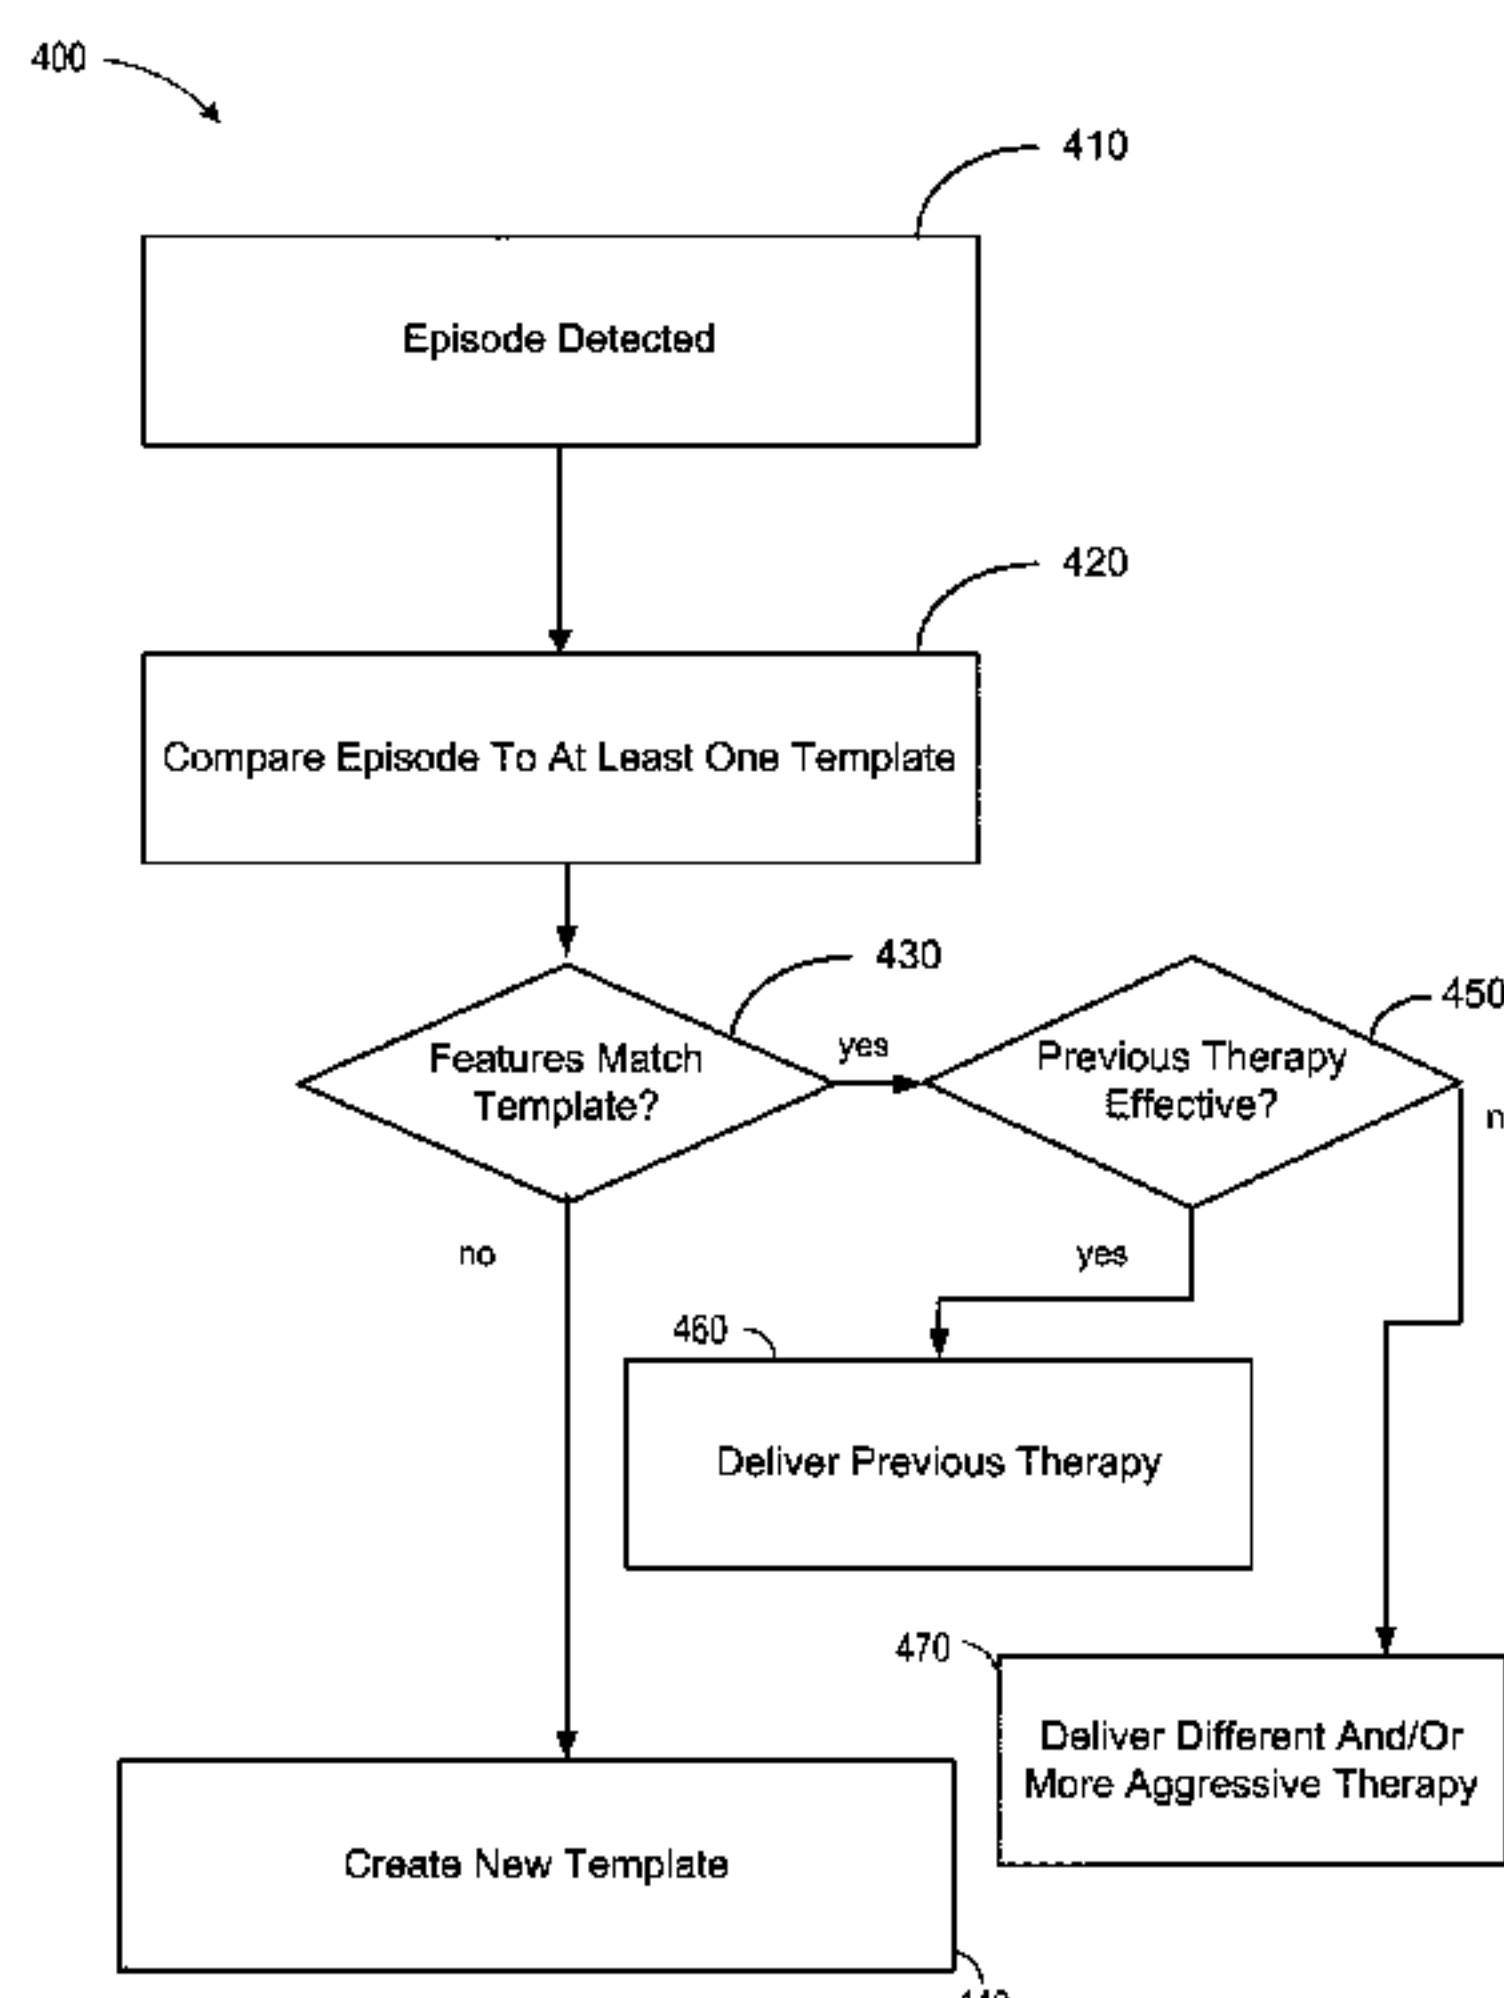 400
410
Episode Detected
420
Compare Episode To At Least One Template
430
450
Features Match
Template?
yes
Previous Therapy
Effective?
no
yes
460
Deliver Previous Therapy
470
Deliver Different And/Or
More Aggressive Therapy
Create New Template